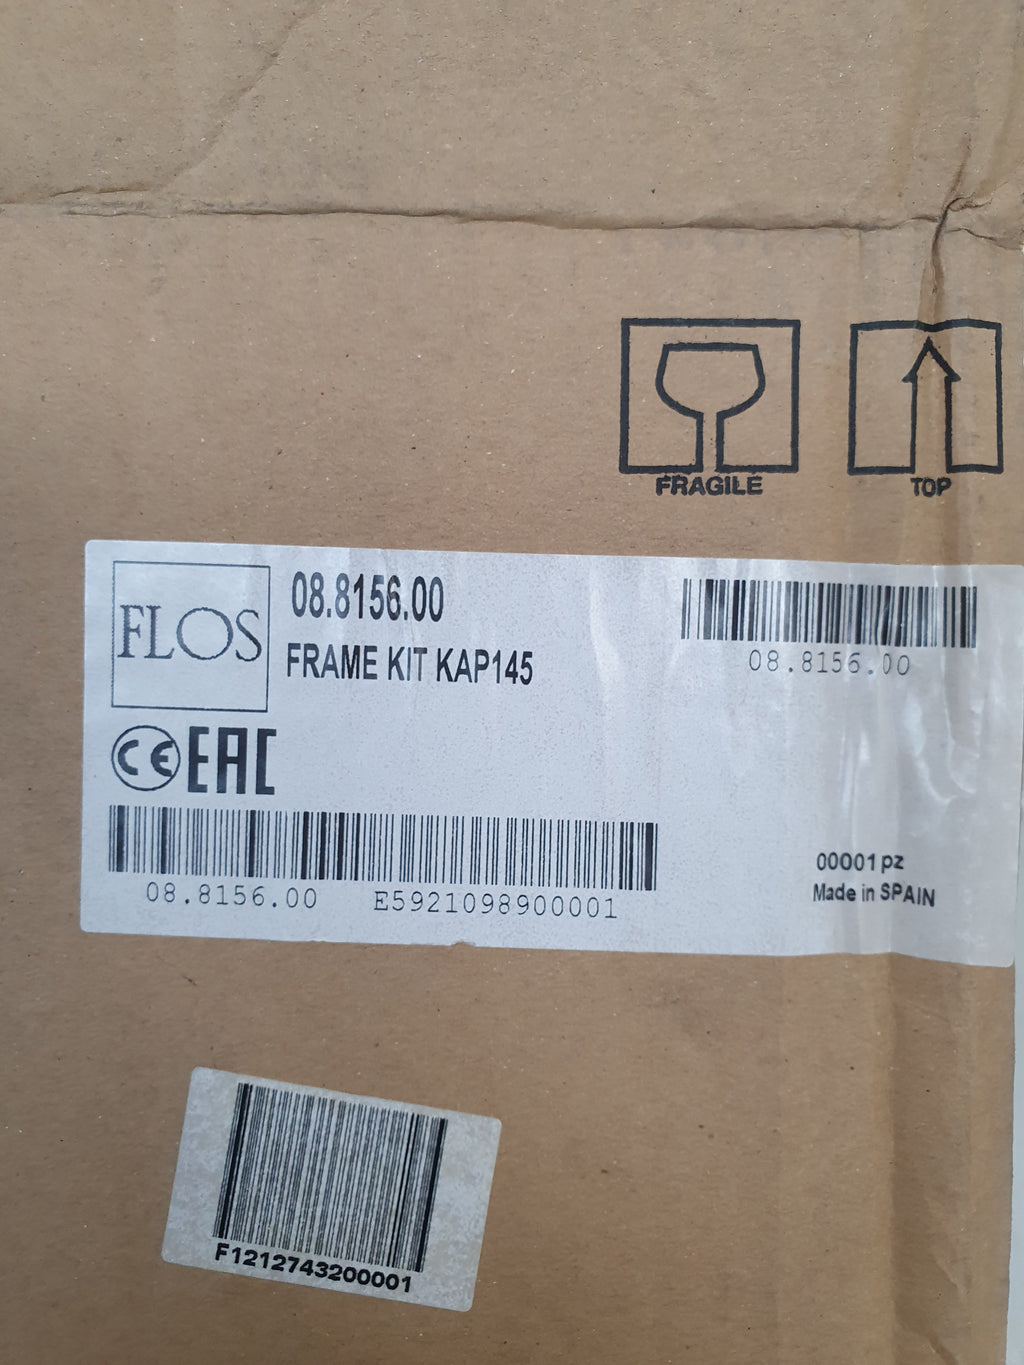 FRAGILE
TOP
FLOS
08.8156.00
FRAME KIT KAP145
08.8156.00
CE EAC
08.8156.00 E5921098900001
00001 pz
Made in SPAIN
F1212743200001